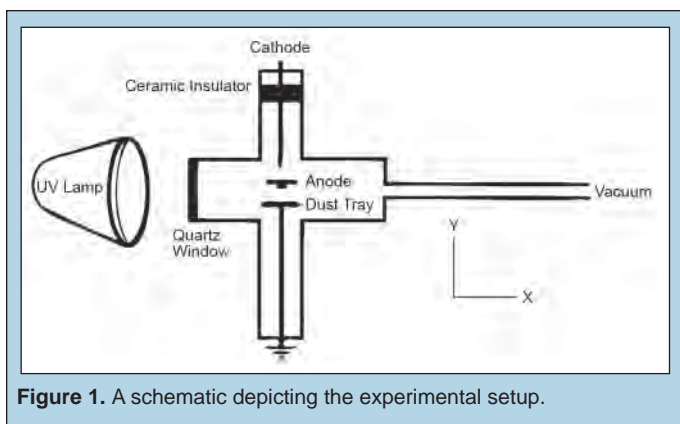 Cathode
Ceramic Insulator
UV Lamp
Anode
Dust Tray
Vacuum
Quartz
Window
Y
X
Figure 1. A schematic depicting the experimental setup.